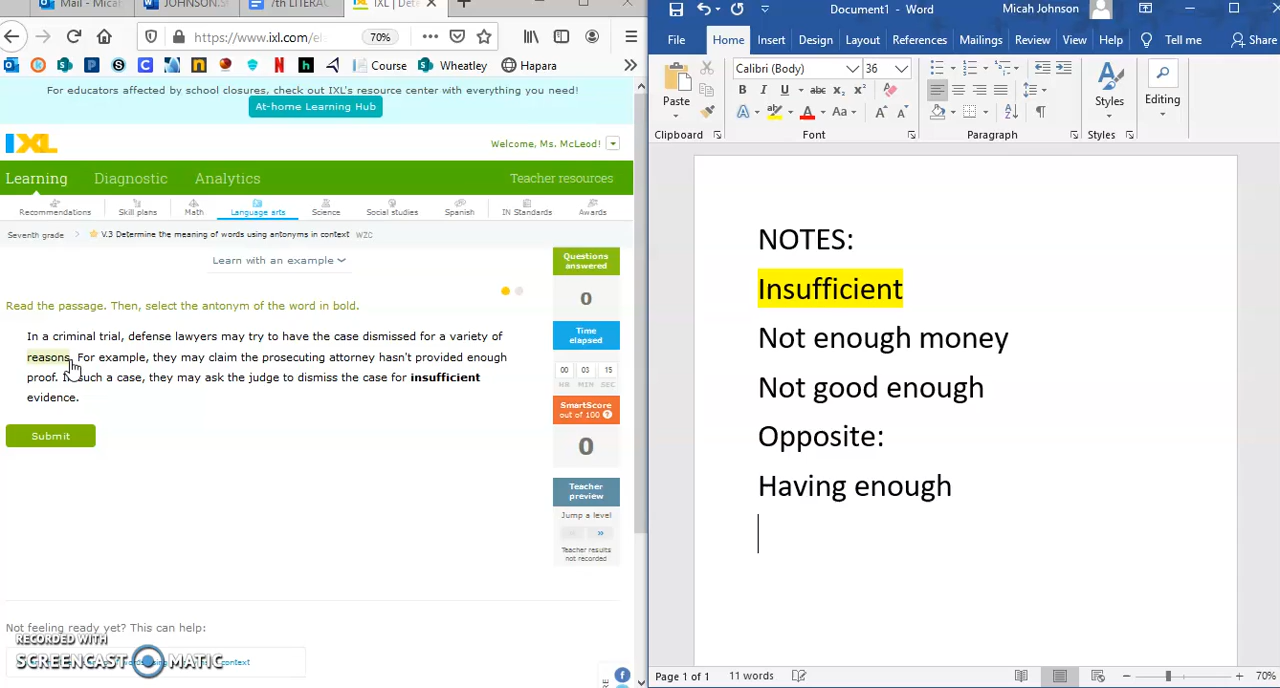 Mail - Micah
JOHNSON.S
7th LITERAC
IXL | Dete
https://www.ixl.com/el
70%
Course
Wheatley
Hapara
For educators affected by school closures, check out IXL's resource center with everything you need!
At-home Learning Hub
IXL
Welcome, Ms. McLeod!
Learning
Diagnostic
Analytics
Teacher resources
Recommendations
Skill plans
Math
Language arts
Science
Social studies
Spanish
IN Standards
Awards
Seventh grade > V.3 Determine the meaning of words using antonyms in context WZC
Learn with an example
Read the passage. Then, select the antonym of the word in bold.
In a criminal trial, defense lawyers may try to have the case dismissed for a variety of
reasons. For example, they may claim the prosecuting attorney hasn't provided enough
proof. In such a case, they may ask the judge to dismiss the case for insufficient
evidence.
Submit
Questions
answered
0
Time
elapsed
00 03 15
HR MIN SEC
SmartScore
out of 100 ?
0
Teacher
preview
Jump a level
Teacher results
not recorded
Not feeling ready yet? This can help:
context
RECORDED WITH
SCREENCAST MATIC
Document1 - Word
Micah Johnson
File
Home
Insert
Design
Layout
References
Mailings
Review
View
Help
Tell me
Share
Paste
Calibri (Body)
36
Styles
Editing
Clipboard
Font
Paragraph
Styles
NOTES:
Insufficient
Not enough money
Not good enough
Opposite:
Having enough
Page 1 of 1
11 words
70%